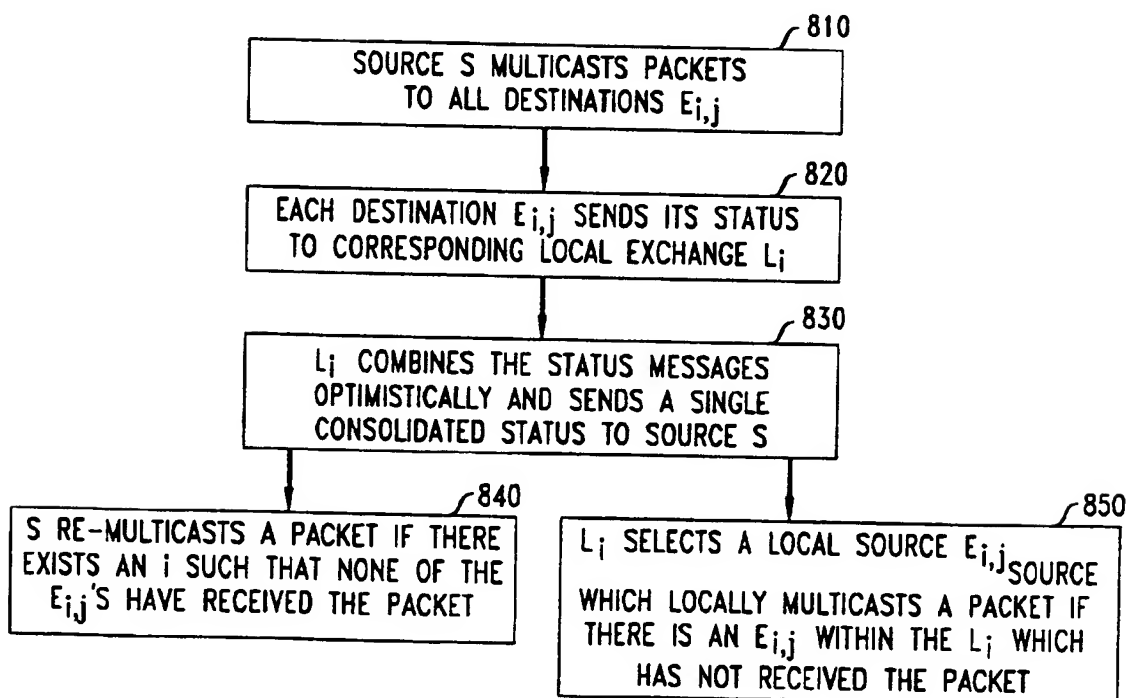 810
SOURCE S MULTICASTS PACKETS
TO ALL DESTINATIONS Ei,j
820
EACH DESTINATION Ei,j SENDS ITS STATUS
TO CORRESPONDING LOCAL EXCHANGE Li
830
Li COMBINES THE STATUS MESSAGES
OPTIMISTICALLY AND SENDS A SINGLE
CONSOLIDATED STATUS TO SOURCE S
840
S RE-MULTICASTS A PACKET IF THERE
EXISTS AN i SUCH THAT NONE OF THE
Ei,j'S HAVE RECEIVED THE PACKET
850
Li SELECTS A LOCAL SOURCE Ei,jSOURCE
WHICH LOCALLY MULTICASTS A PACKET IF
THERE IS AN Ei,j WITHIN THE Li WHICH
HAS NOT RECEIVED THE PACKET